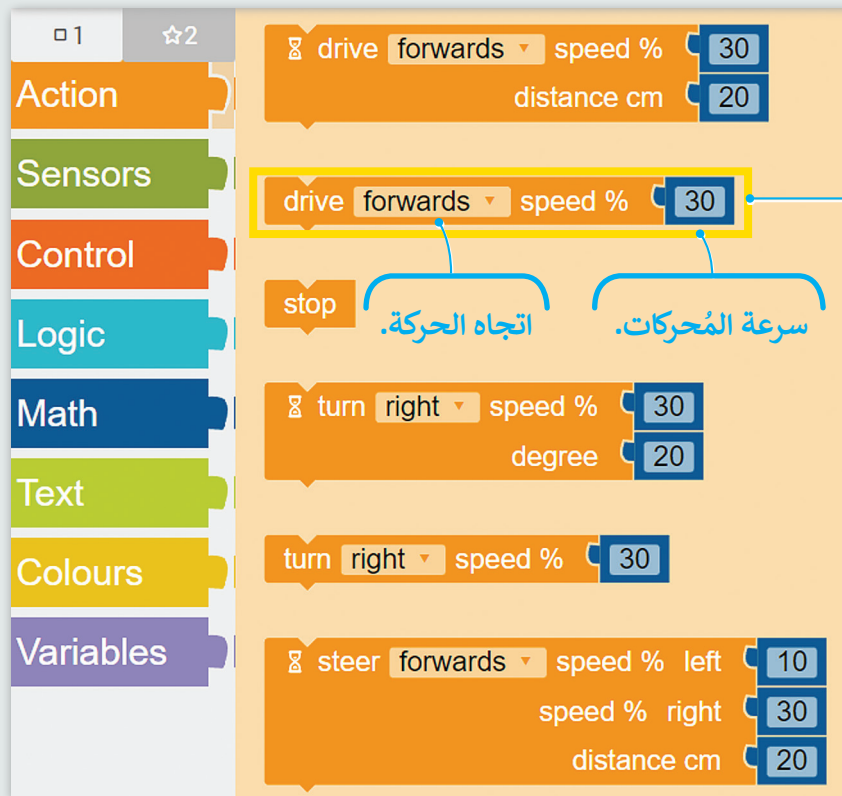 1
2
Action
Sensors
Control
Logic
Math
Text
Colours
Variables
drive forwards speed % 30
distance cm 20
drive forwards speed % 30
اتجاه الحركة.
سرعة المُحركات.
stop
turn right speed % 30
degree 20
turn right speed % 30
steer forwards speed % left 10
speed % right 30
distance cm 20